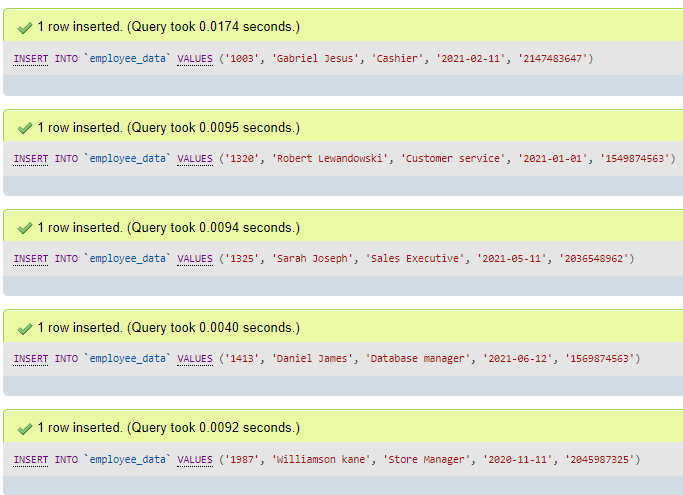 1 row inserted. (Query took 0.0174 seconds.)
INSERT INTO `employee_data` VALUES ('1003', 'Gabriel Jesus', 'Cashier', '2021-02-11', '2147483647')
1 row inserted. (Query took 0.0095 seconds.)
INSERT INTO `employee_data` VALUES ('1320', 'Robert Lewandowski', 'Customer service', '2021-01-01', '1549874563')
1 row inserted. (Query took 0.0094 seconds.)
INSERT INTO `employee_data` VALUES ('1325', 'Sarah Joseph', 'Sales Executive', '2021-05-11', '2036548962')
1 row inserted. (Query took 0.0040 seconds.)
INSERT INTO `employee_data` VALUES ('1413', 'Daniel James', 'Database manager', '2021-06-12', '1569874563')
1 row inserted. (Query took 0.0092 seconds.)
INSERT INTO `employee_data` VALUES ('1987', 'Williamson kane', 'Store Manager', '2020-11-11', '2045987325')